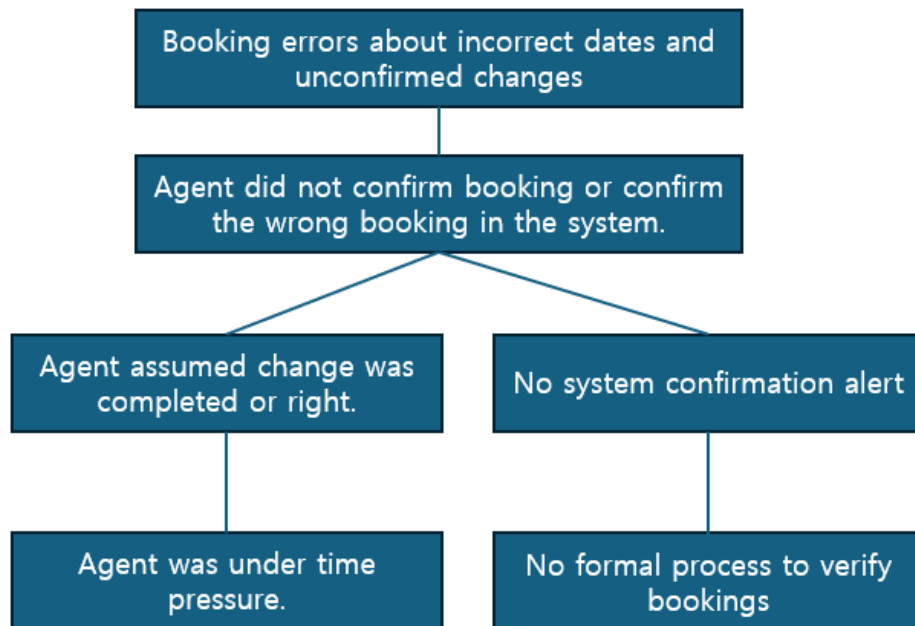 Booking errors about incorrect dates and
unconfirmed changes
Agent did not confirm booking or confirm
the wrong booking in the system.
Agent assumed change was
completed or right.
No system confirmation alert
Agent was under time
pressure.
No formal process to verify
bookings